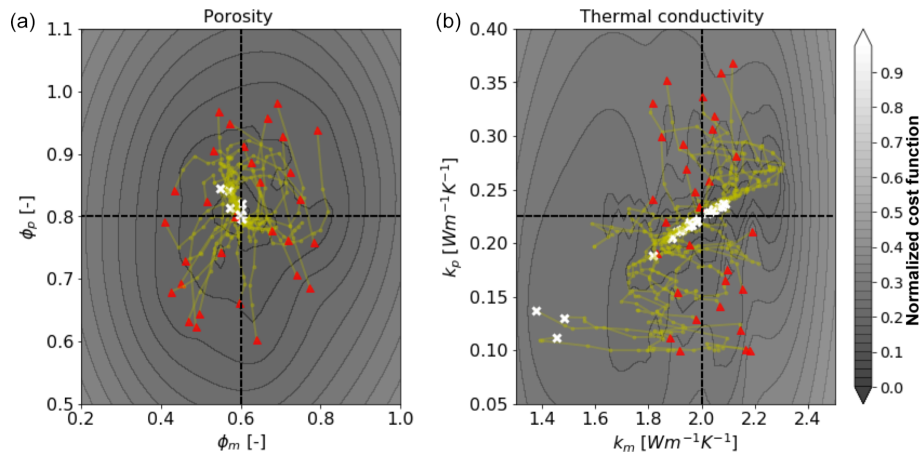 (a) Porosity
1.1
1.0
0.9
0.8
0.7
0.6
0.5
ϕp [-]
0.2 0.4 0.6 0.8 1.0
ϕm [-]
(b) Thermal conductivity
0.40
0.35
0.30
0.25
0.20
0.15
0.10
0.05
kp [Wm⁻¹K⁻¹]
1.4 1.6 1.8 2.0 2.2 2.4
km [Wm⁻¹K⁻¹]
0.9
0.8
0.7
0.6
0.5
0.4
0.3
0.2
0.1
0.0
Normalized cost function